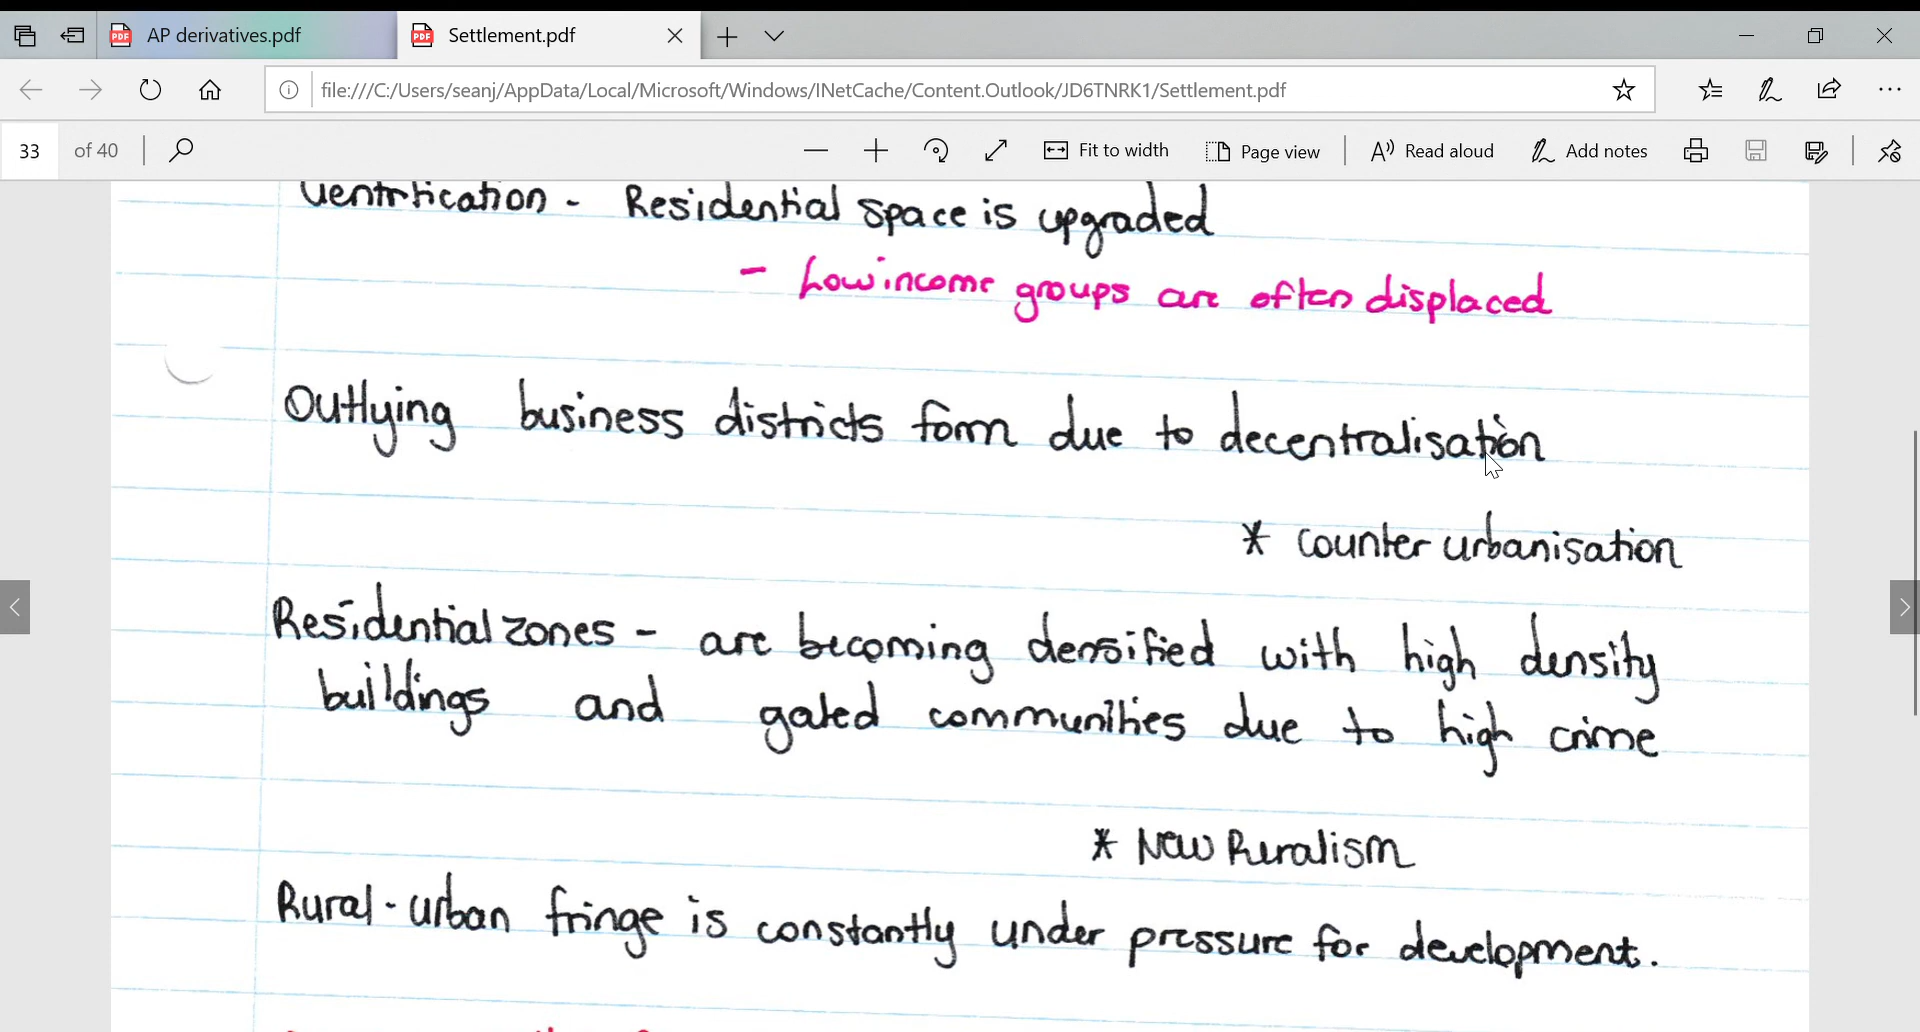 AP derivatives.pdf
Settlement.pdf
file:///C:/Users/seanj/AppData/Local/Microsoft/Windows/INetCache/Content.Outlook/JD6TNRK1/Settlement.pdf
33 of 40 Fit to width Page view Read aloud Add notes
Gentrification - Residential space is upgraded
- Low income groups are often displaced
Outlying business districts form due to decentralisation
* Counter urbanisation
Residential zones - are becoming densified with high density
buildings and gated communities due to high crime
* New Ruralism
Rural-urban fringe is constantly under pressure for development.